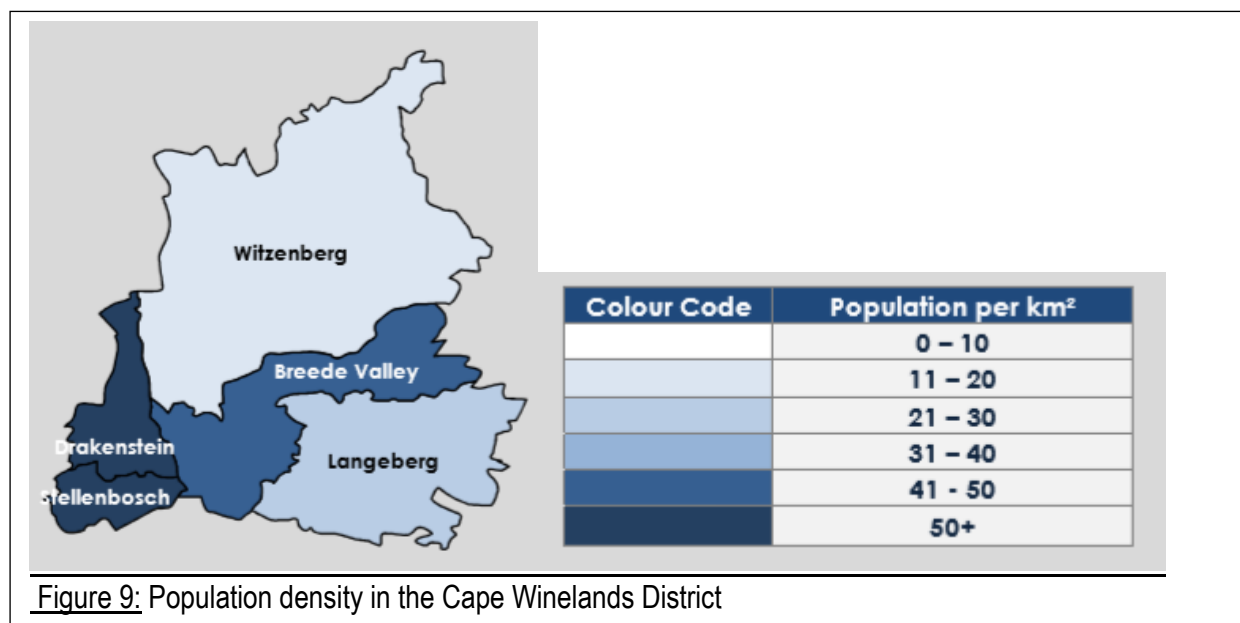 Witzenberg
Breede Valley
Drakenstein
Langeberg
Stellenbosch
Colour Code Population per km²
0 – 10
11 – 20
21 – 30
31 – 40
41 - 50
50+
Figure 9: Population density in the Cape Winelands District